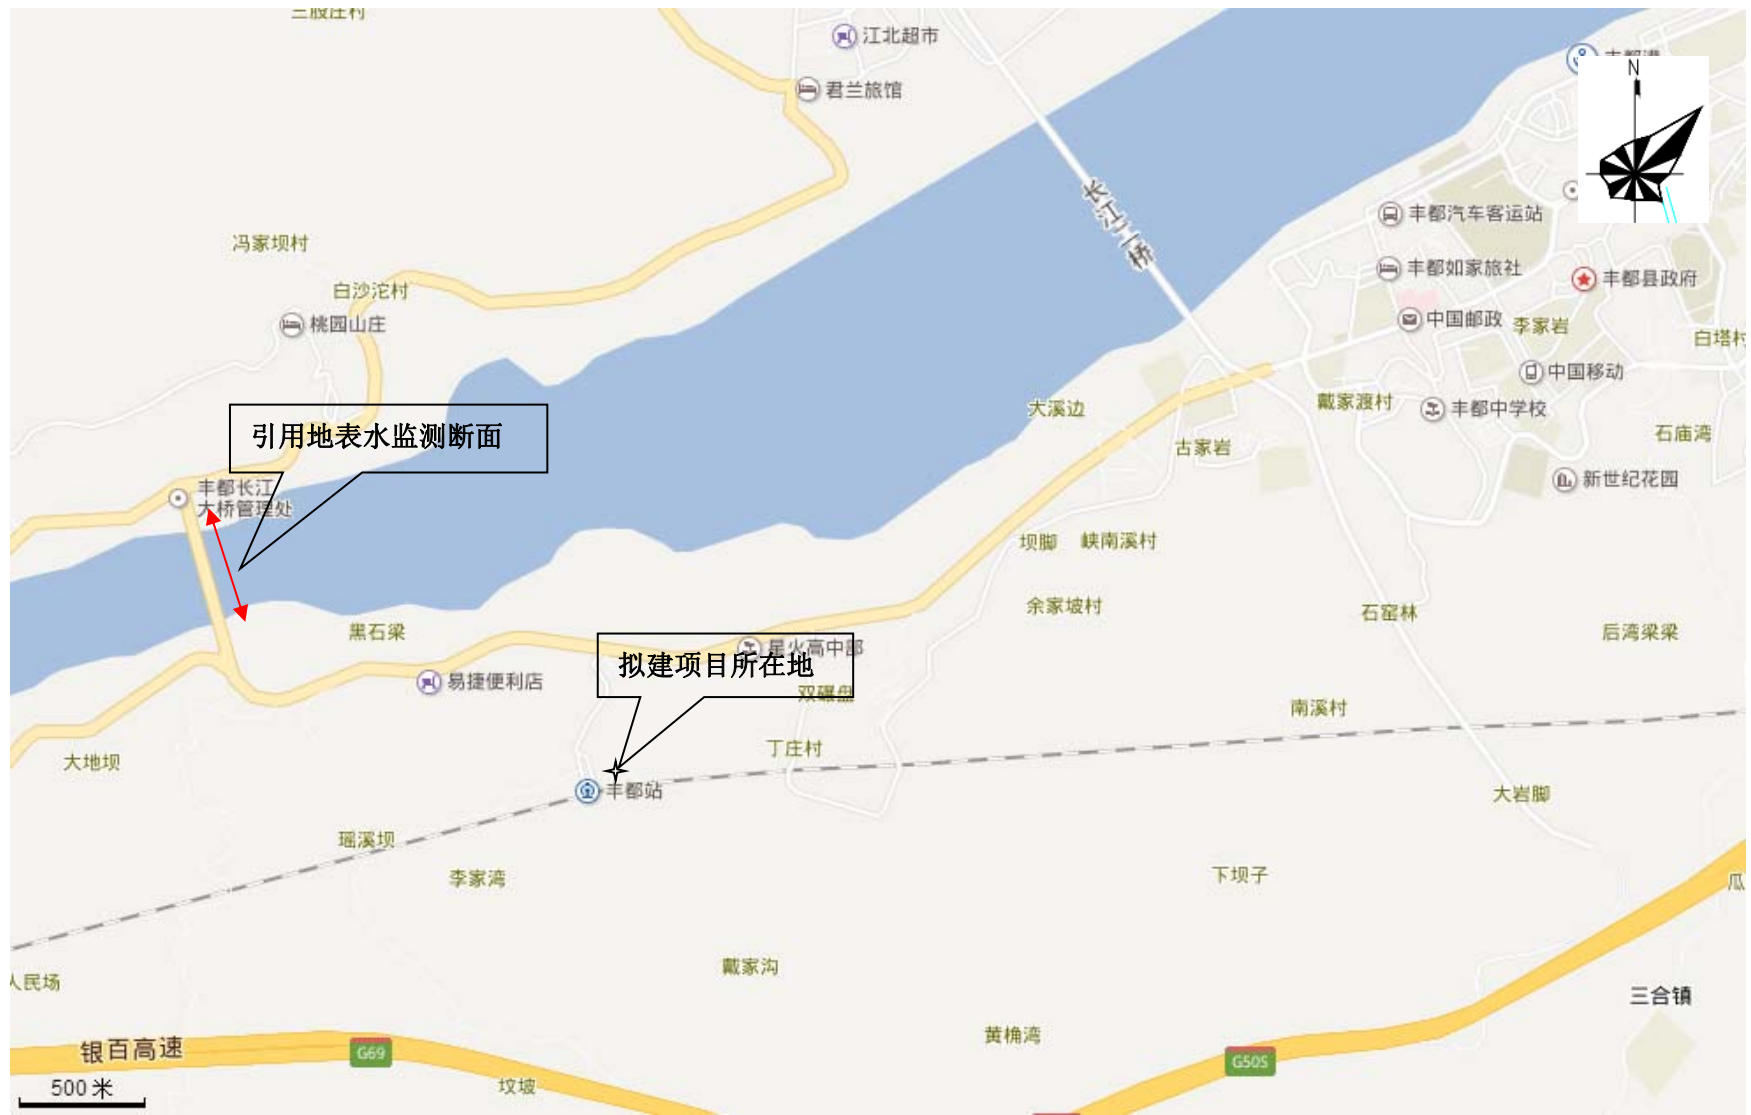 三股庄村
江北超市
君兰旅馆
N
长江二桥
丰都汽车客运站
冯家坝村
丰都如家旅社
丰都县政府
白沙沱村
桃园山庄
中国邮政
李家岩
白塔村
中国移动
大溪边
戴家渡村
丰都中学校
引用地表水监测断面
古家岩
石庙湾
新世纪花园
丰都长江
大桥管理处
坝脚
峡南溪村
余家坡村
石窑林
黑石梁
后湾梁梁
星火高中部
拟建项目所在地
易捷便利店
双碾盘
南溪村
丁庄村
大地坝
丰都站
大岩脚
瑶溪坝
李家湾
下坝子
瓜
戴家沟
人民场
三合镇
黄桷湾
银百高速
G69
G50S
500 米
坟坡